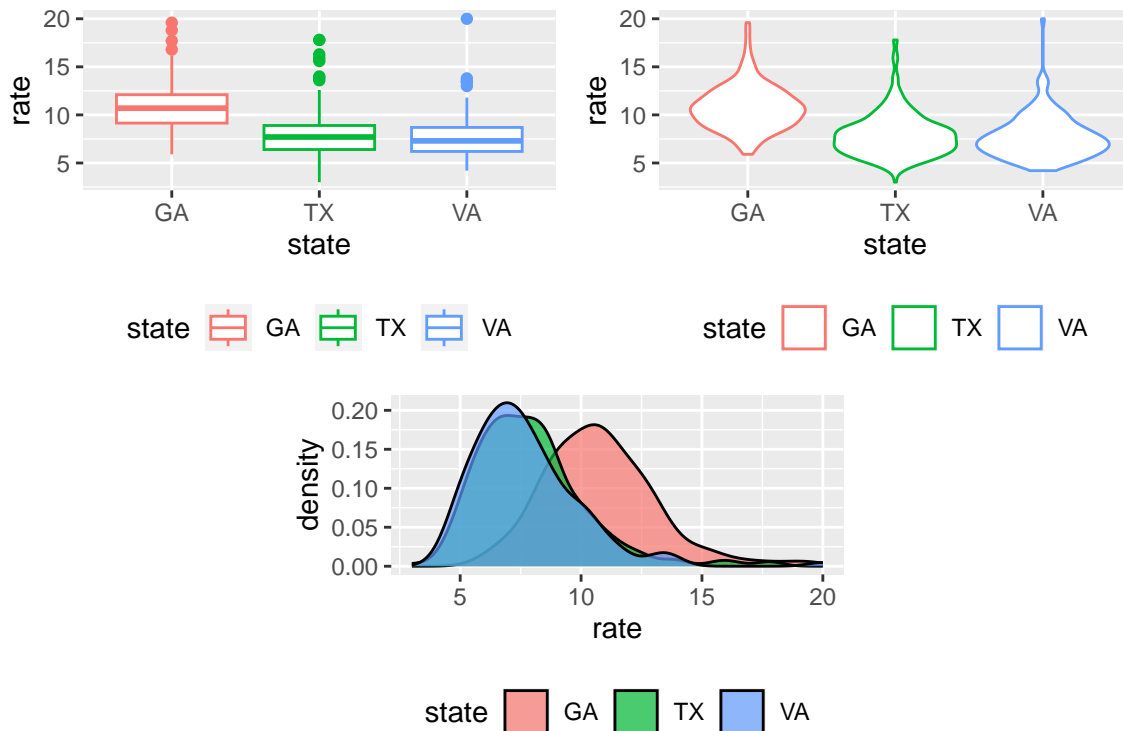 20
15
10
5
rate
GA TX VA
state
state GA TX VA
20
15
10
5
rate
GA TX VA
state
state GA TX VA
0.20
0.15
0.10
0.05
0.00
density
5 10 15 20
rate
state GA TX VA